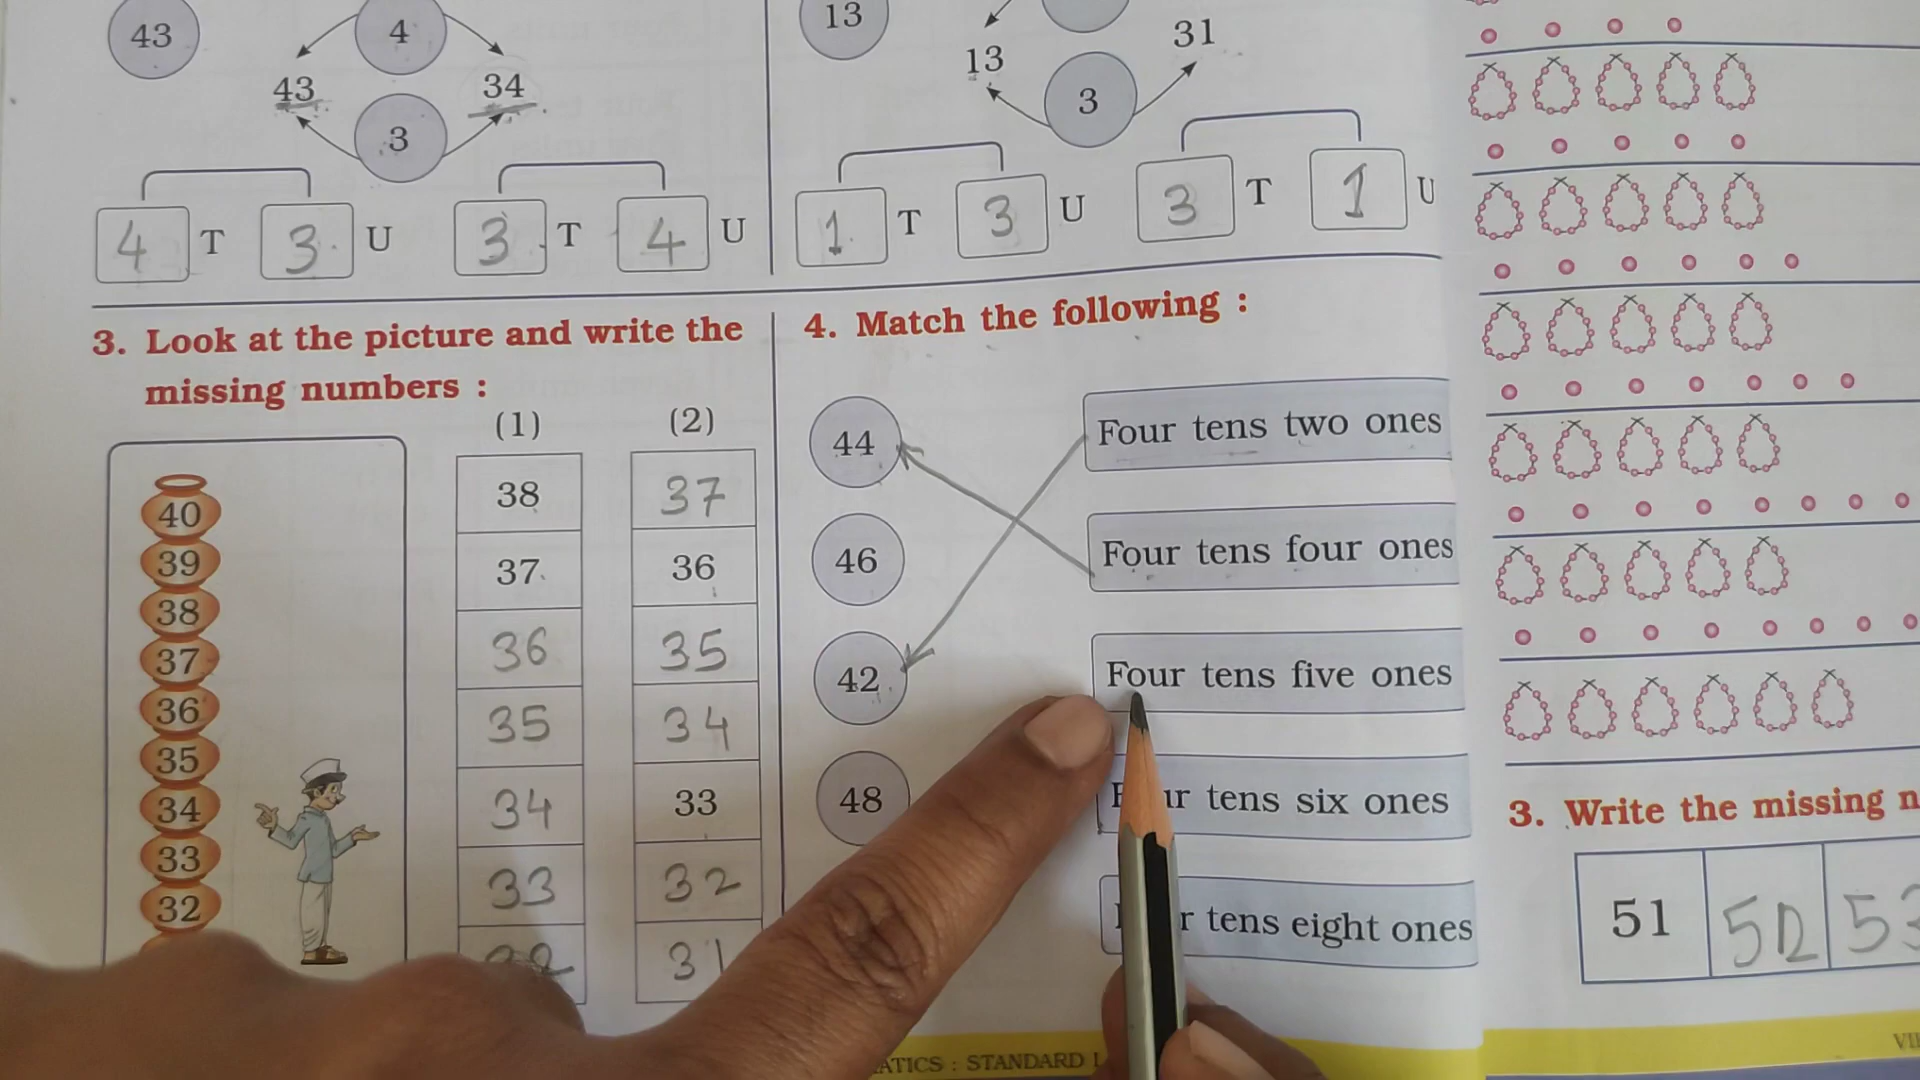 43
4
43
34
3
4 T 3 U 3 T 4 U
13
13
31
3
1 T 3 U 3 T 1 U
3. Look at the picture and write the
missing numbers :
40
39
38
37
36
35
34
33
32
(1)
38
37
36
35
34
33
(2)
37
36
35
34
33
32
31
4. Match the following :
44
46
42
48
Four tens two ones
Four tens four ones
Four tens five ones
tens six ones
tens eight ones
STANDARD I
3. Write the missing
51 52 53